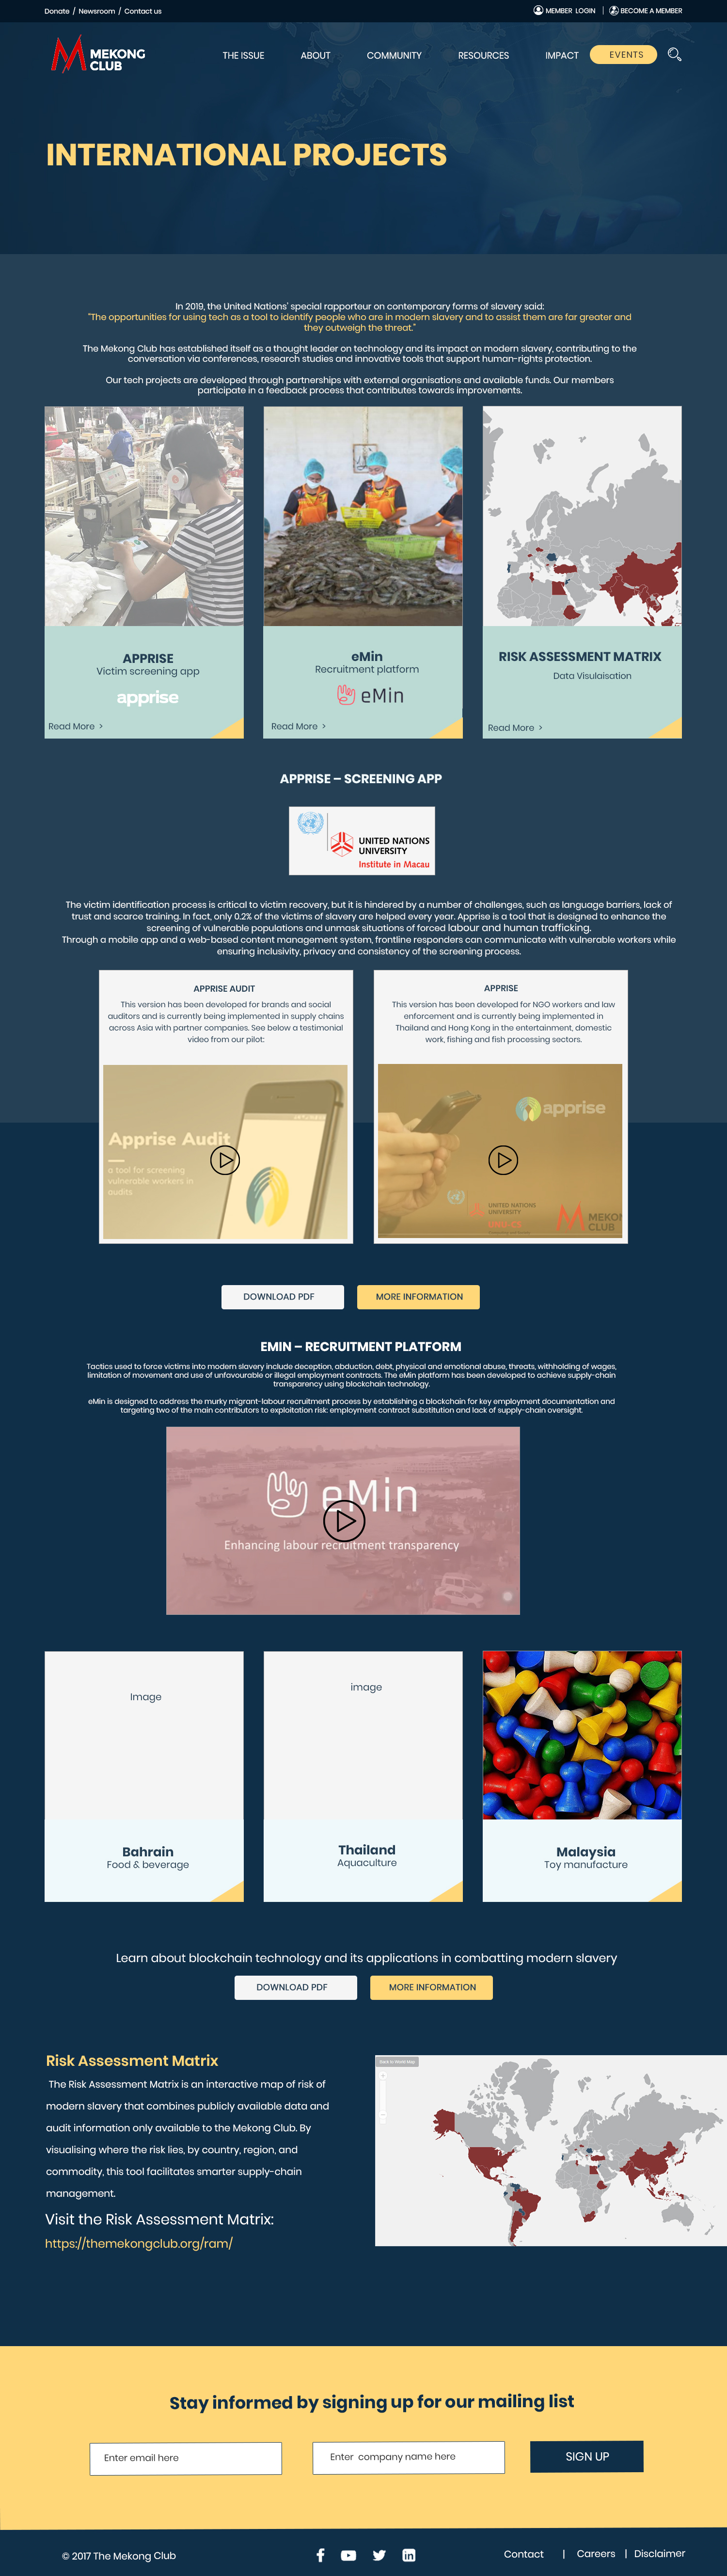 Donate / Newsroom / Contact us
MEMBER LOGIN | BECOME A MEMBER
MEKONG
CLUB
THE ISSUE ABOUT COMMUNITY RESOURCES IMPACT EVENTS
INTERNATIONAL PROJECTS
In 2019, the United Nations' special rapporteur on contemporary forms of slavery said:
"The opportunities for using tech as a tool to identify people who are in modern slavery and to assist them are far greater and
they outweigh the threat."
The Mekong Club has established itself as a thought leader on technology and its impact on modern slavery, contributing to the
conversation via conferences, research studies and innovative tools that support human-rights protection.
Our tech projects are developed through partnerships with external organisations and available funds. Our members
participate in a feedback process that contributes towards improvements.
APPRISE
Victim screening app
apprise
Read More >
eMin
Recruitment platform
eMin
Read More >
RISK ASSESSMENT MATRIX
Data Visulaisation
Read More >
APPRISE – SCREENING APP
UNITED NATIONS
UNIVERSITY
Institute in Macau
The victim identification process is critical to victim recovery, but it is hindered by a number of challenges, such as language barriers, lack of
trust and scarce training. In fact, only 0.2% of the victims of slavery are helped every year. Apprise is a tool that is designed to enhance the
screening of vulnerable populations and unmask situations of forced labour and human trafficking.
Through a mobile app and a web-based content management system, frontline responders can communicate with vulnerable workers while
ensuring inclusivity, privacy and consistency of the screening process.
APPRISE AUDIT
This version has been developed for brands and social
auditors and is currently being implemented in supply chains
across Asia with partner companies. See below a testimonial
video from our pilot:
Apprise Audit
a tool for screening
vulnerable workers in
audits
APPRISE
This version has been developed for NGO workers and law
enforcement and is currently being implemented in
Thailand and Hong Kong in the entertainment, domestic
work, fishing and fish processing sectors.
apprise
UNITED NATIONS
UNIVERSITY
UNU-CS
MEKON
CLUB
DOWNLOAD PDF
MORE INFORMATION
EMIN – RECRUITMENT PLATFORM
Tactics used to force victims into modern slavery include deception, abduction, debt, physical and emotional abuse, threats, withholding of wages,
limitation of movement and use of unfavourable or illegal employment contracts. The eMin platform has been developed to achieve supply-chain
transparency using blockchain technology.
eMin is designed to address the murky migrant-labour recruitment process by establishing a blockchain for key employment documentation and
targeting two of the main contributors to exploitation risk: employment contract substitution and lack of supply-chain oversight.
eMin
Enhancing labour recruitment transparency
Image
Bahrain
Food & beverage
image
Thailand
Aquaculture
Malaysia
Toy manufacture
Learn about blockchain technology and its applications in combatting modern slavery
DOWNLOAD PDF
MORE INFORMATION
Risk Assessment Matrix
The Risk Assessment Matrix is an interactive map of risk of
modern slavery that combines publicly available data and
audit information only available to the Mekong Club. By
visualising where the risk lies, by country, region, and
commodity, this tool facilitates smarter supply-chain
management.
Visit the Risk Assessment Matrix:
https://themekongclub.org/ram/
Back to World Map
Stay informed by signing up for our mailing list
Enter email here
Enter company name here
SIGN UP
© 2017 The Mekong Club
Contact | Careers | Disclaimer